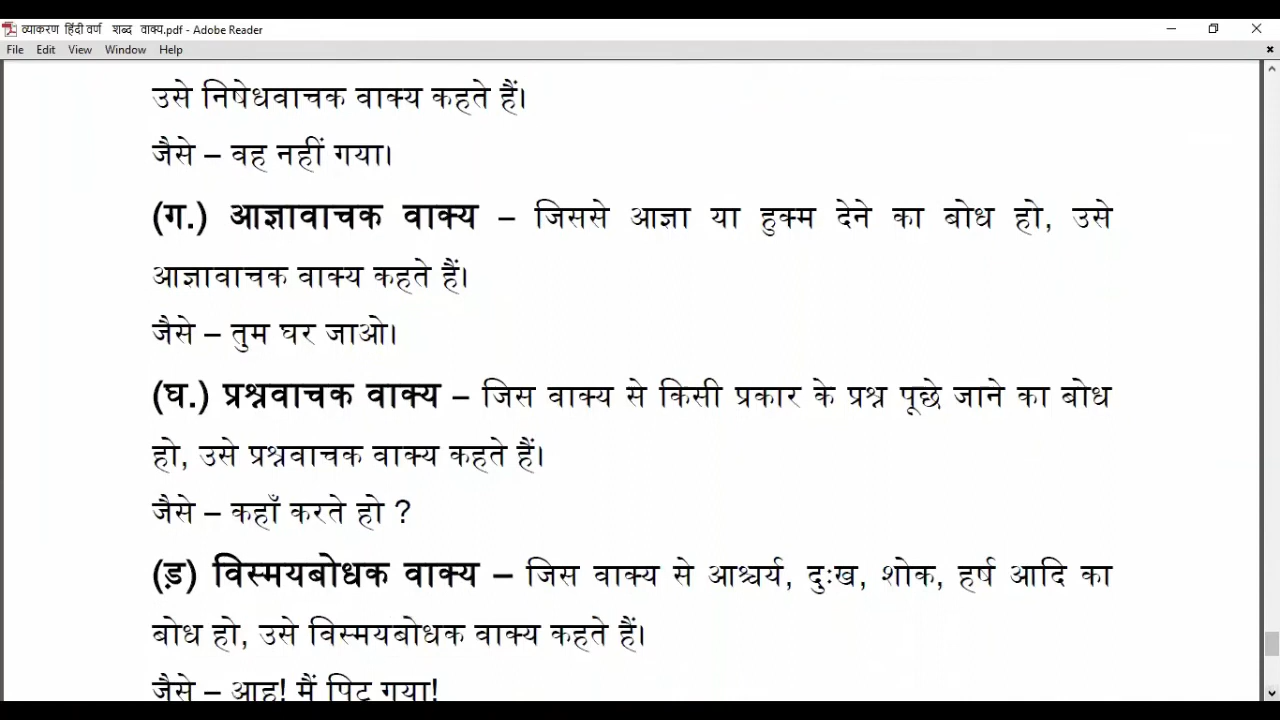 व्याकरण हिंदी वर्ण शब्द वाक्य.pdf - Adobe Reader
File Edit View Window Help
उसे निषेधवाचक वाक्य कहते हैं।
जैसे – वह नहीं गया।
(ग.) आज्ञावाचक वाक्य – जिससे आज्ञा या हुक्म देने का बोध हो, उसे
आज्ञावाचक वाक्य कहते हैं।
जैसे – तुम घर जाओ।
(घ.) प्रश्नवाचक वाक्य – जिस वाक्य से किसी प्रकार के प्रश्न पूछे जाने का बोध
हो, उसे प्रश्नवाचक वाक्य कहते हैं।
जैसे – कहाँ करते हो ?
(ड़) विस्मयबोधक वाक्य – जिस वाक्य से आश्चर्य, दुःख, शोक, हर्ष आदि का
बोध हो, उसे विस्मयबोधक वाक्य कहते हैं।
जैसे – आह! मैं पिट गया!